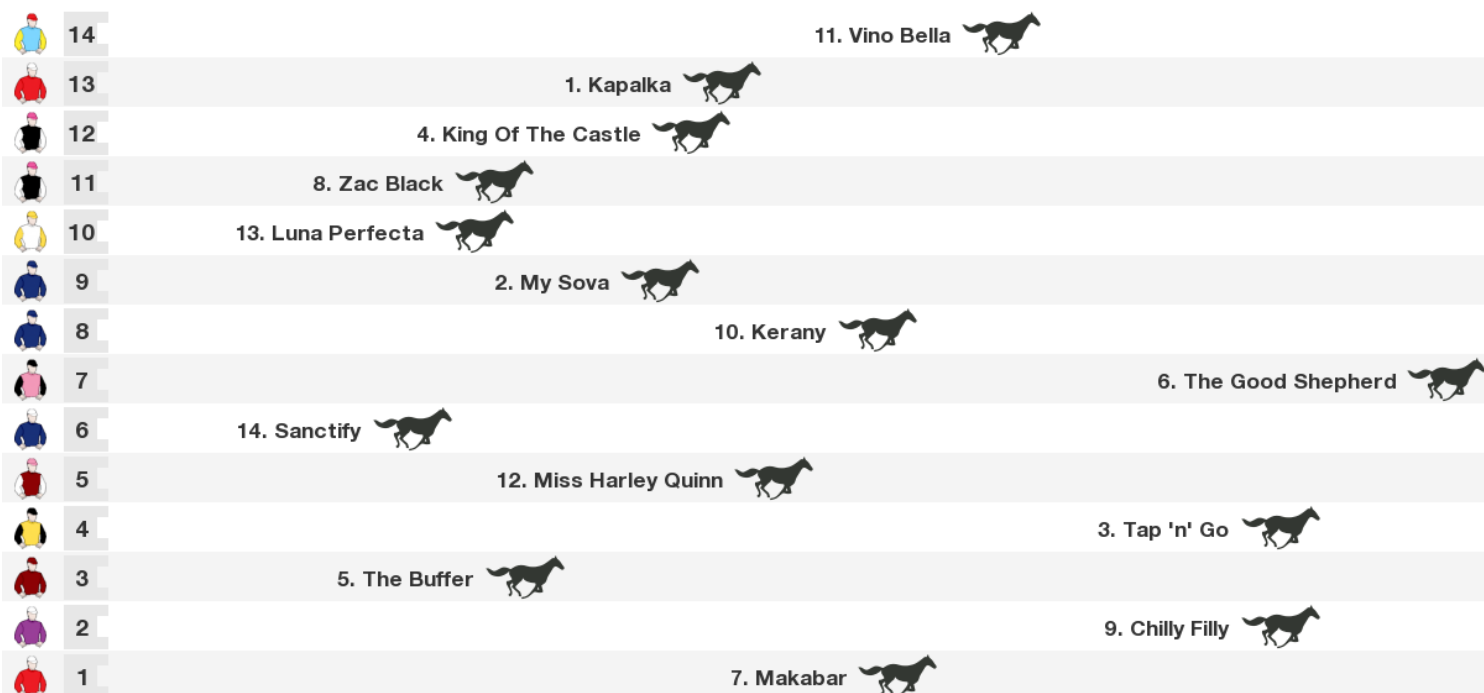 14 11. Vino Bella
13 1. Kapalka
12 4. King Of The Castle
11 8. Zac Black
10 13. Luna Perfecta
9 2. My Sova
8 10. Kerany
7 6. The Good Shepherd
6 14. Sanctify
5 12. Miss Harley Quinn
4 3. Tap 'n' Go
3 5. The Buffer
2 9. Chilly Filly
1 7. Makabar